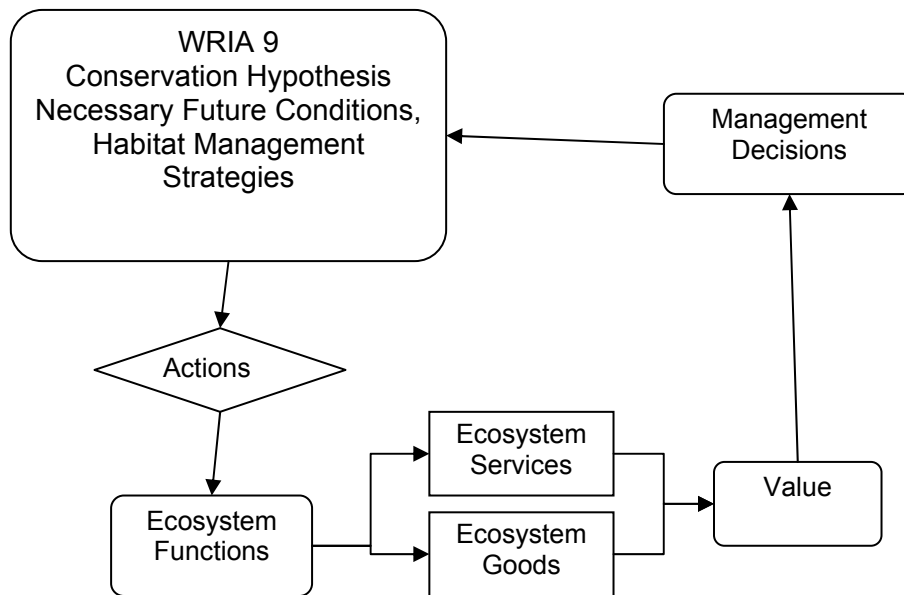 WRIA 9
Conservation Hypothesis
Necessary Future Conditions,
Habitat Management
Strategies
Management
Decisions
Actions
Ecosystem
Services
Value
Ecosystem
Functions
Ecosystem
Goods